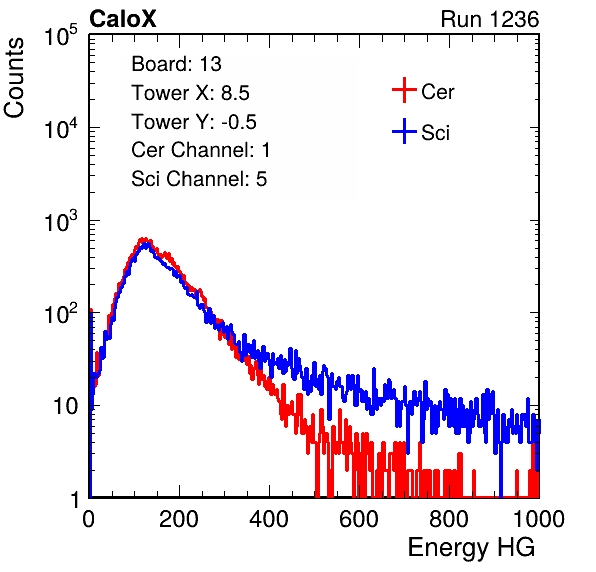 CaloX Run 1236
Counts
Board: 13
Tower X: 8.5
Tower Y: -0.5
Cer Channel: 1
Sci Channel: 5
Cer
Sci
10^5
10^4
10^3
10^2
10
1
0 200 400 600 800 1000
Energy HG